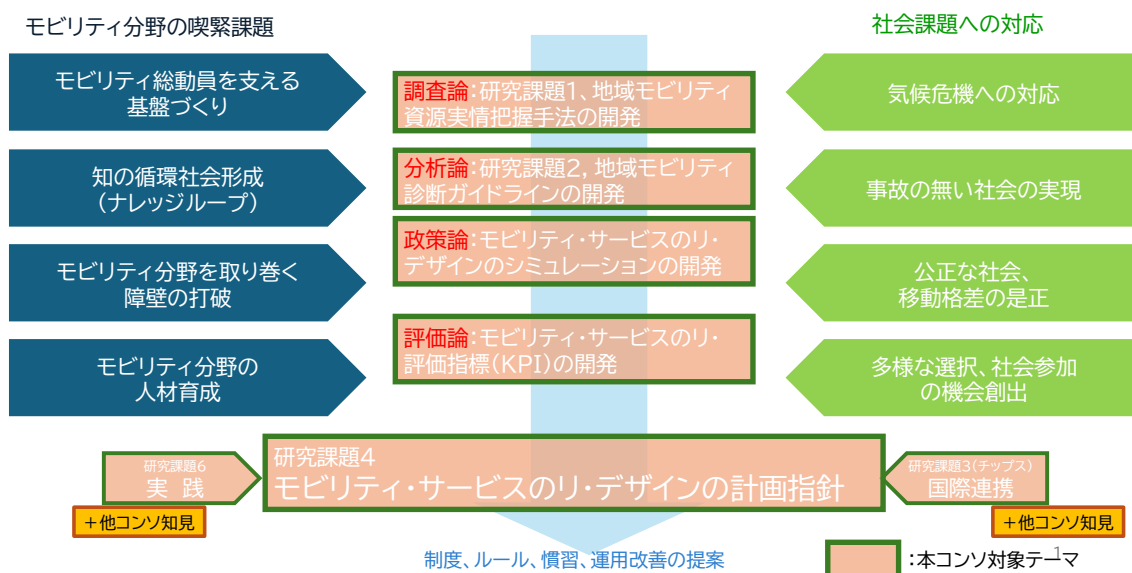 モビリティ分野の喫緊課題
社会課題への対応
モビリティ総動員を支える
基盤づくり
知の循環社会形成
(ナレッジループ)
モビリティ分野を取り巻く
障壁の打破
モビリティ分野の
人材育成
調査論:研究課題1、地域モビリティ
資源実情把握手法の開発
分析論:研究課題2, 地域モビリティ
診断ガイドラインの開発
政策論:モビリティ・サービスのリ・
デザインのシミュレーションの開発
評価論:モビリティ・サービスのリ・
評価指標(KPI)の開発
気候危機への対応
事故の無い社会の実現
公正な社会、
移動格差の是正
多様な選択、社会参加
の機会創出
研究課題6
実 践
+他コンソ知見
研究課題4
モビリティ・サービスのリ・デザインの計画指針
研究課題3(チップス)
国際連携
+他コンソ知見
制度、ルール、慣習、運用改善の提案
:本コンソ対象テーマ
1